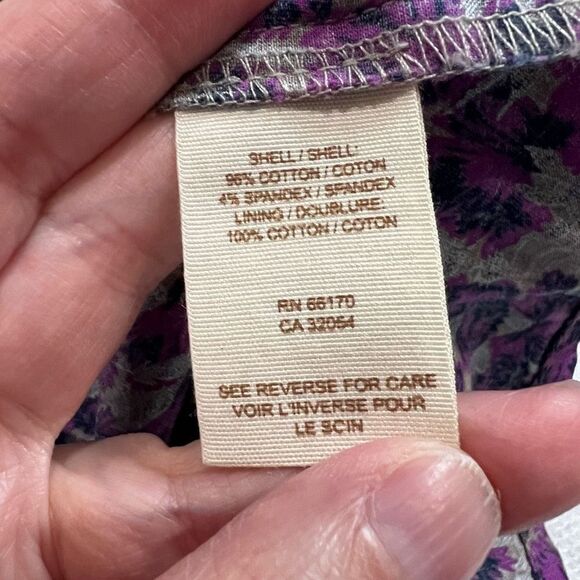 SHELL / SHELL:
96% COTTON / COTON
4% SPANDEX / SPANDEX
LINING / DOUBLURE:
100% COTTON / COTON
RN 66170
CA 32054
SEE REVERSE FOR CARE
VOIR L'INVERSE POUR
LE SCIN